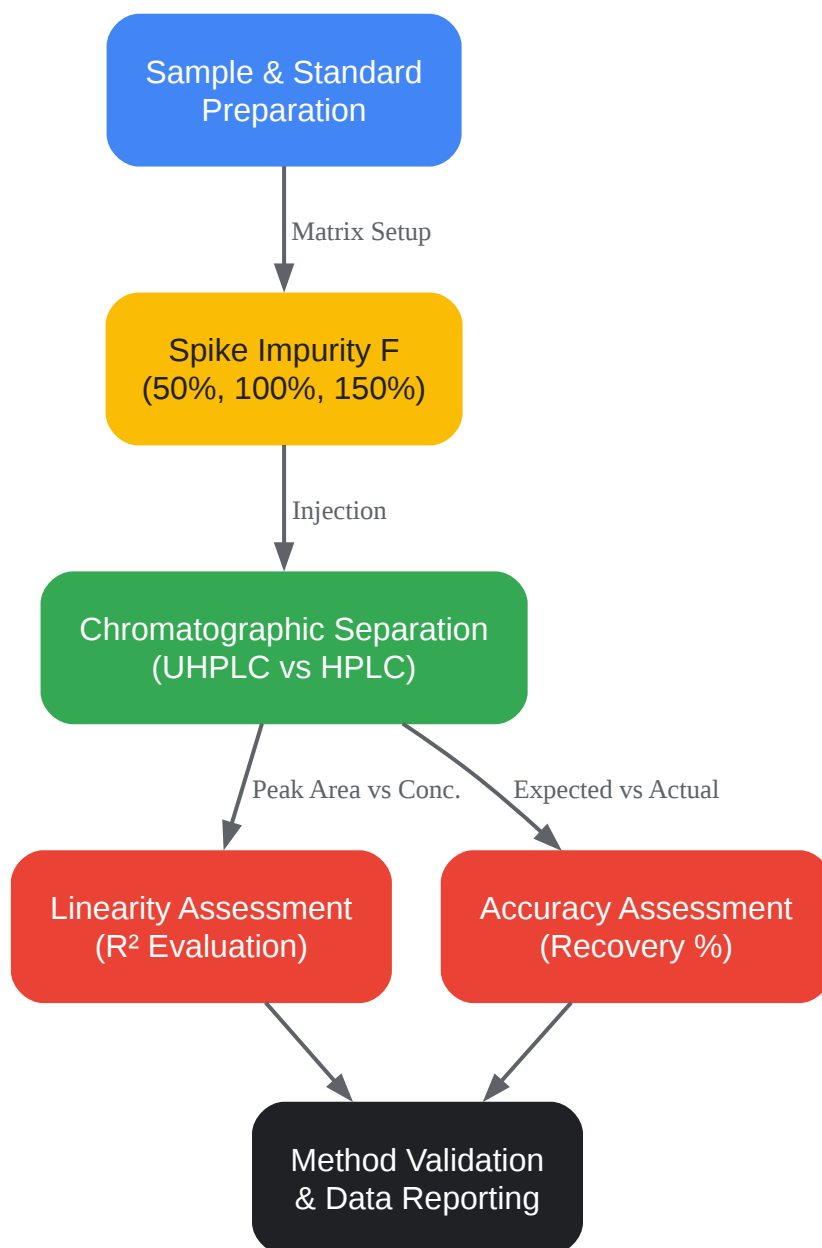 Sample & Standard
Preparation
Matrix Setup
Spike Impurity F
(50%, 100%, 150%)
Injection
Chromatographic Separation
(UHPLC vs HPLC)
Peak Area vs Conc.
Expected vs Actual
Linearity Assessment
(R² Evaluation)
Accuracy Assessment
(Recovery %)
Method Validation
& Data Reporting